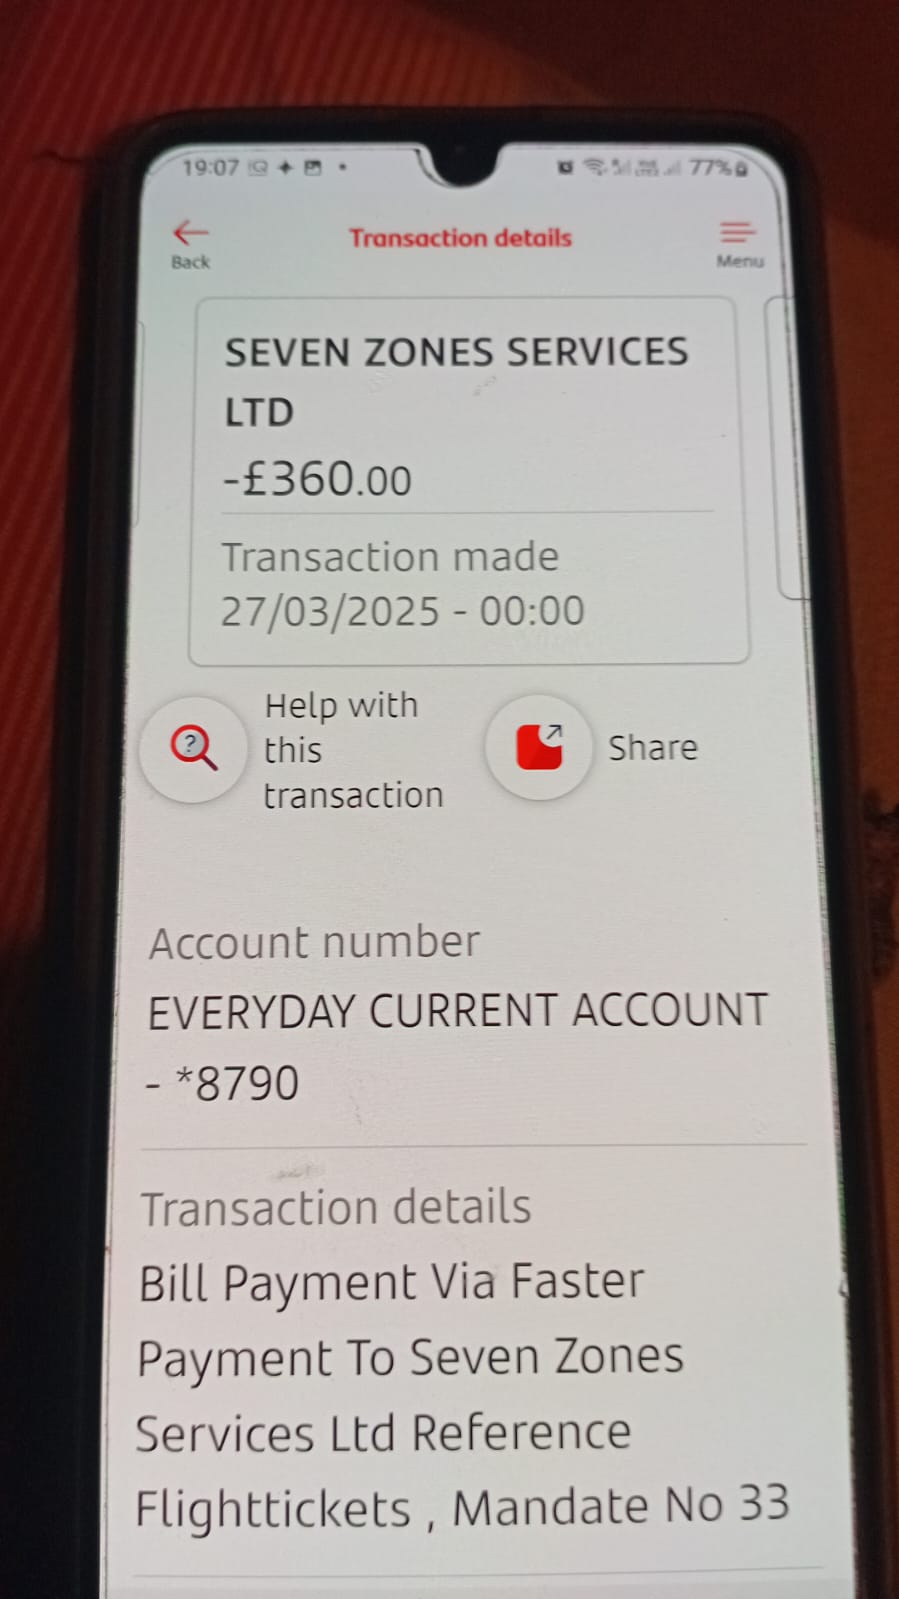 19:07 77%
Back
Transaction details
Menu
SEVEN ZONES SERVICES
LTD
-£360.00
Transaction made
27/03/2025 - 00:00
Help with
this
transaction
Share
Account number
EVERYDAY CURRENT ACCOUNT
- *8790
Transaction details
Bill Payment Via Faster
Payment To Seven Zones
Services Ltd Reference
Flighttickets , Mandate No 33